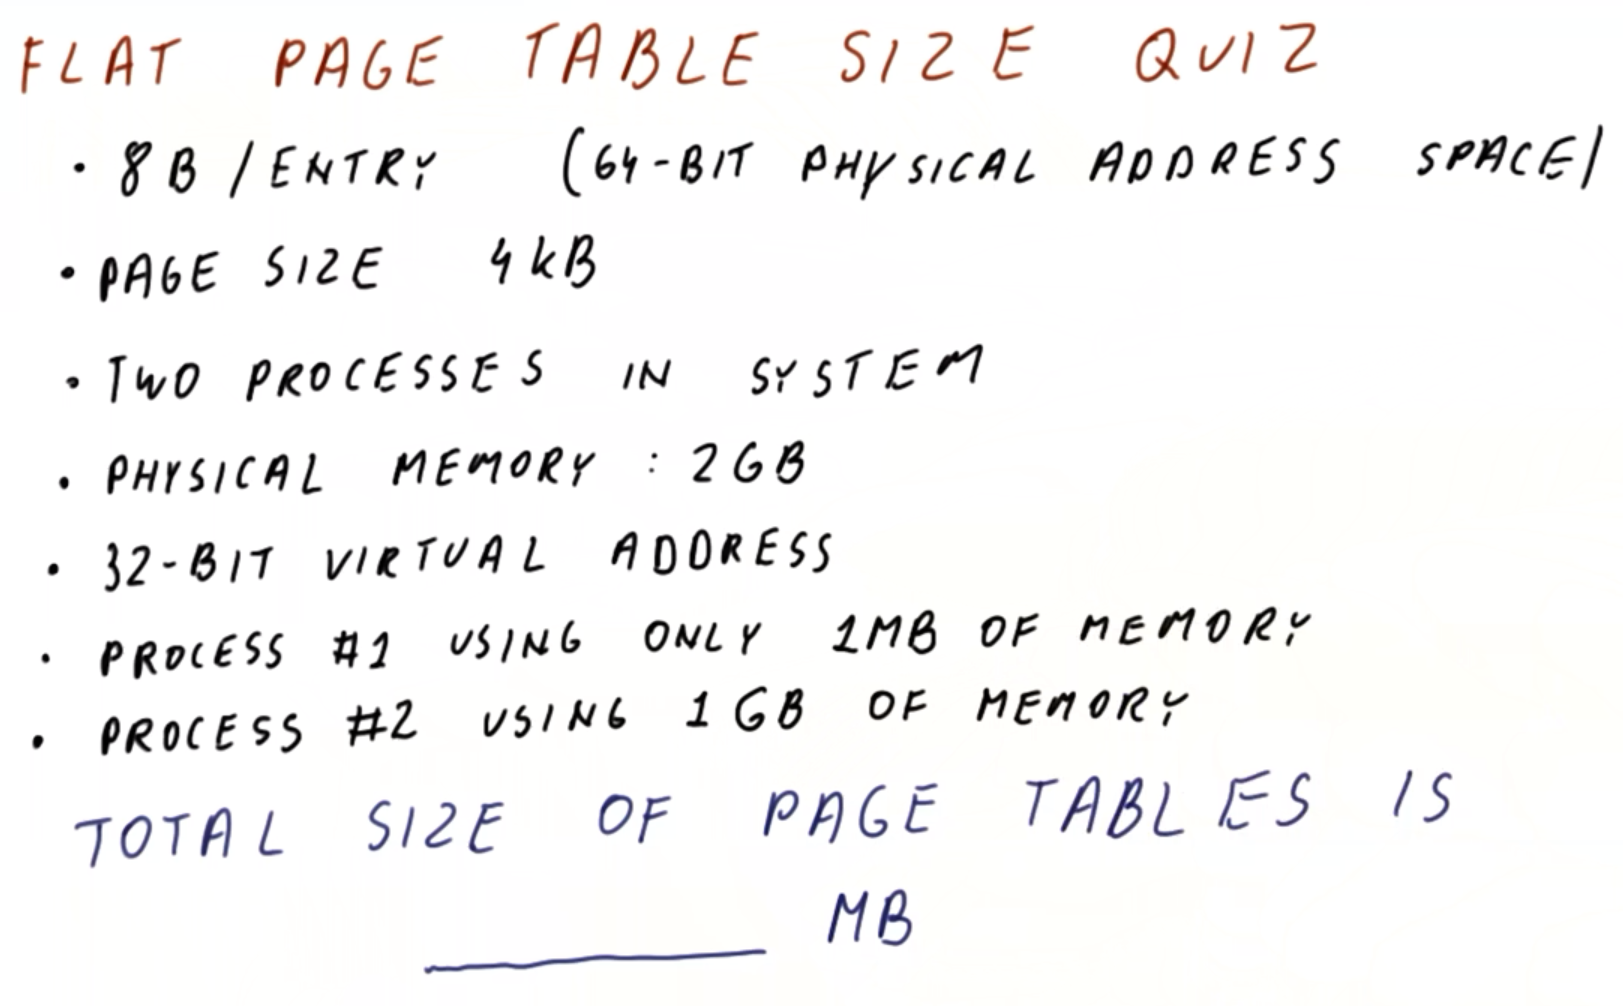 FLAT PAGE TABLE SIZE QUIZ
• 8B/ENTRY (64-BIT PHYSICAL ADDRESS SPACE)
• PAGE SIZE 4kB
• TWO PROCESSES IN SYSTEM
• PHYSICAL MEMORY : 2GB
• 32-BIT VIRTUAL ADDRESS
• PROCESS #1 USING ONLY 1MB OF MEMORY
• PROCESS #2 USING 1GB OF MEMORY
TOTAL SIZE OF PAGE TABLES IS
______ MB